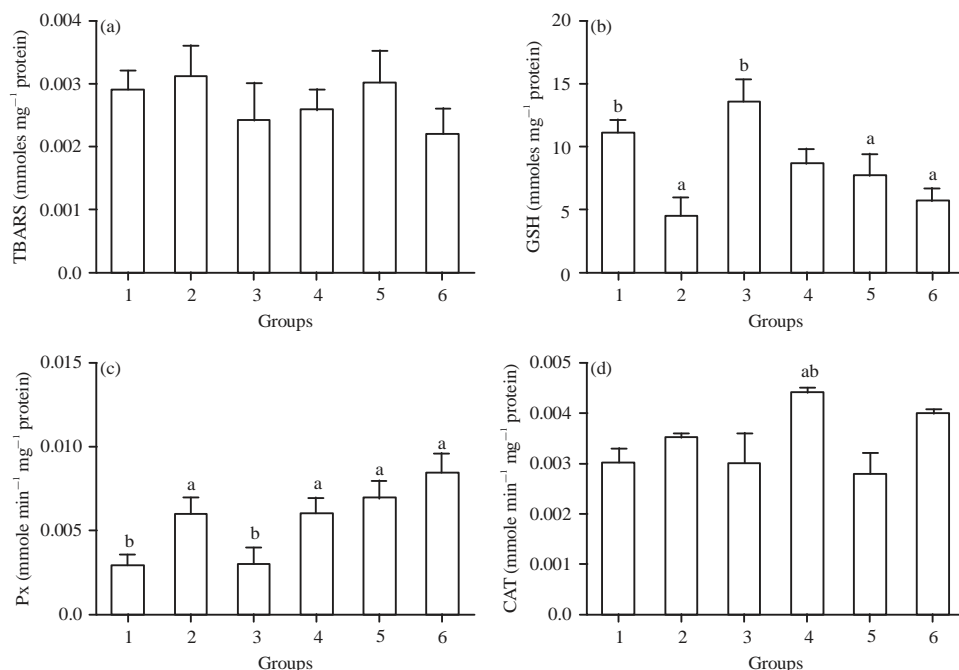 (a)
TBARS (mmoles mg⁻¹ protein)
0.004
0.003
0.002
0.001
0.0
1 2 3 4 5 6
Groups
(b)
GSH (mmoles mg⁻¹ protein)
20
15
10
5
0
b
a
b
a
a
1 2 3 4 5 6
Groups
(c)
Px (mmole min⁻¹ mg⁻¹ protein)
0.015
0.010
0.005
0.0
b
a
b
a
a
a
1 2 3 4 5 6
Groups
(d)
CAT (mmole min⁻¹ mg⁻¹ protein)
0.005
0.004
0.003
0.002
0.001
0.0
ab
1 2 3 4 5 6
Groups